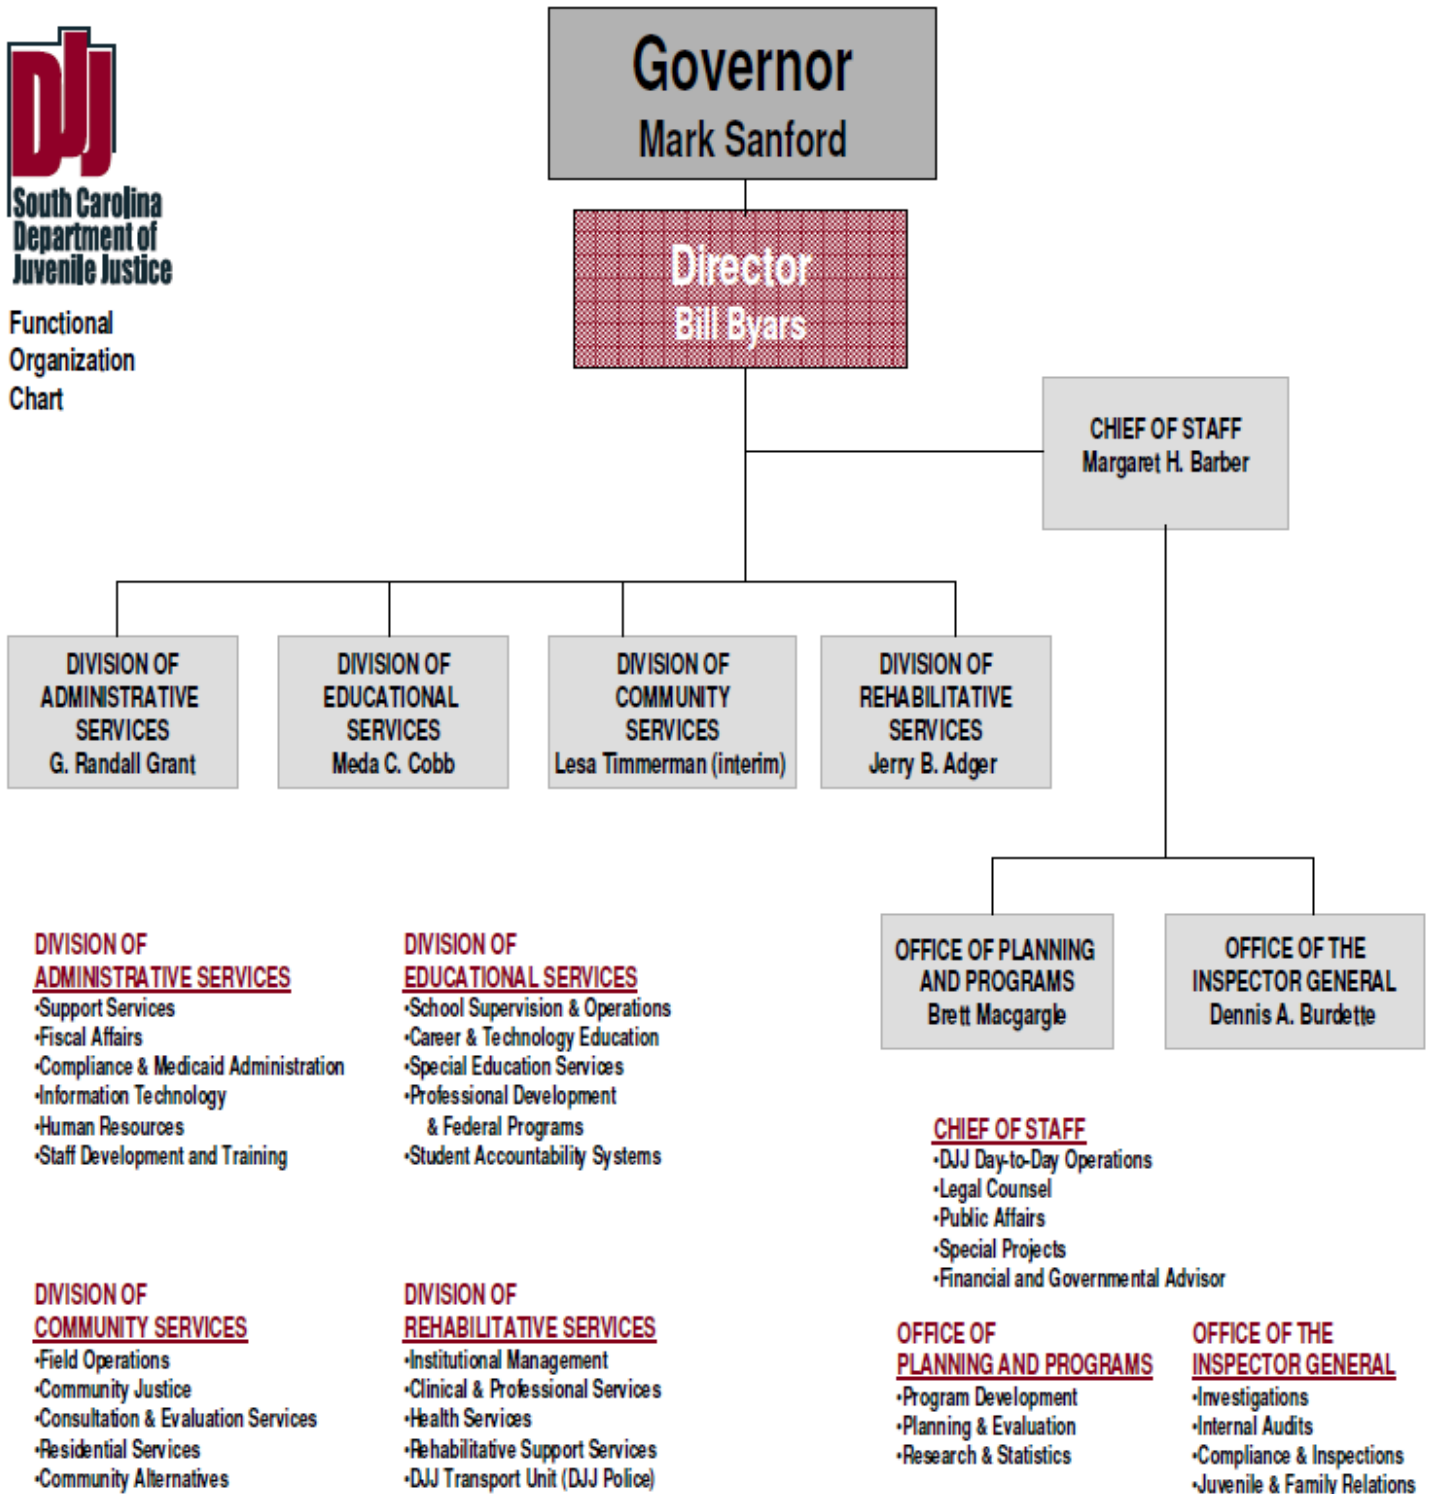 DJJ
South Carolina
Department of
Juvenile Justice
Functional
Organization
Chart
Governor
Mark Sanford
Director
Bill Byars
CHIEF OF STAFF
Margaret H. Barber
DIVISION OF
ADMINISTRATIVE
SERVICES
G. Randall Grant
DIVISION OF
EDUCATIONAL
SERVICES
Meda C. Cobb
DIVISION OF
COMMUNITY
SERVICES
Lesa Timmerman (interim)
DIVISION OF
REHABILITATIVE
SERVICES
Jerry B. Adger
OFFICE OF PLANNING
AND PROGRAMS
Brett Macgargle
OFFICE OF THE
INSPECTOR GENERAL
Dennis A. Burdette
DIVISION OF
ADMINISTRATIVE SERVICES
•Support Services
•Fiscal Affairs
•Compliance & Medicaid Administration
•Information Technology
•Human Resources
•Staff Development and Training
DIVISION OF
EDUCATIONAL SERVICES
•School Supervision & Operations
•Career & Technology Education
•Special Education Services
•Professional Development
& Federal Programs
•Student Accountability Systems
CHIEF OF STAFF
•DJJ Day-to-Day Operations
•Legal Counsel
•Public Affairs
•Special Projects
•Financial and Governmental Advisor
DIVISION OF
COMMUNITY SERVICES
•Field Operations
•Community Justice
•Consultation & Evaluation Services
•Residential Services
•Community Alternatives
DIVISION OF
REHABILITATIVE SERVICES
•Institutional Management
•Clinical & Professional Services
•Health Services
•Rehabilitative Support Services
•DJJ Transport Unit (DJJ Police)
OFFICE OF
PLANNING AND PROGRAMS
•Program Development
•Planning & Evaluation
•Research & Statistics
OFFICE OF THE
INSPECTOR GENERAL
•Investigations
•Internal Audits
•Compliance & Inspections
•Juvenile & Family Relations